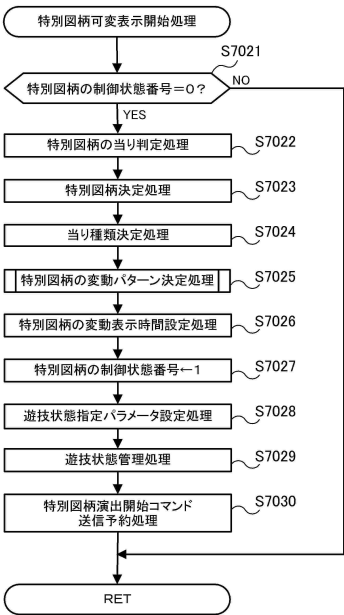 特別図柄可変表示開始処理
S7021
特別図柄の制御状態番号=0?
NO
YES
特別図柄の当り判定処理
S7022
特別図柄決定処理
S7023
当り種類決定処理
S7024
特別図柄の変動パターン決定処理
S7025
特別図柄の変動表示時間設定処理
S7026
特別図柄の制御状態番号←1
S7027
遊技状態指定パラメータ設定処理
S7028
遊技状態管理処理
S7029
特別図柄演出開始コマンド
送信予約処理
S7030
RET